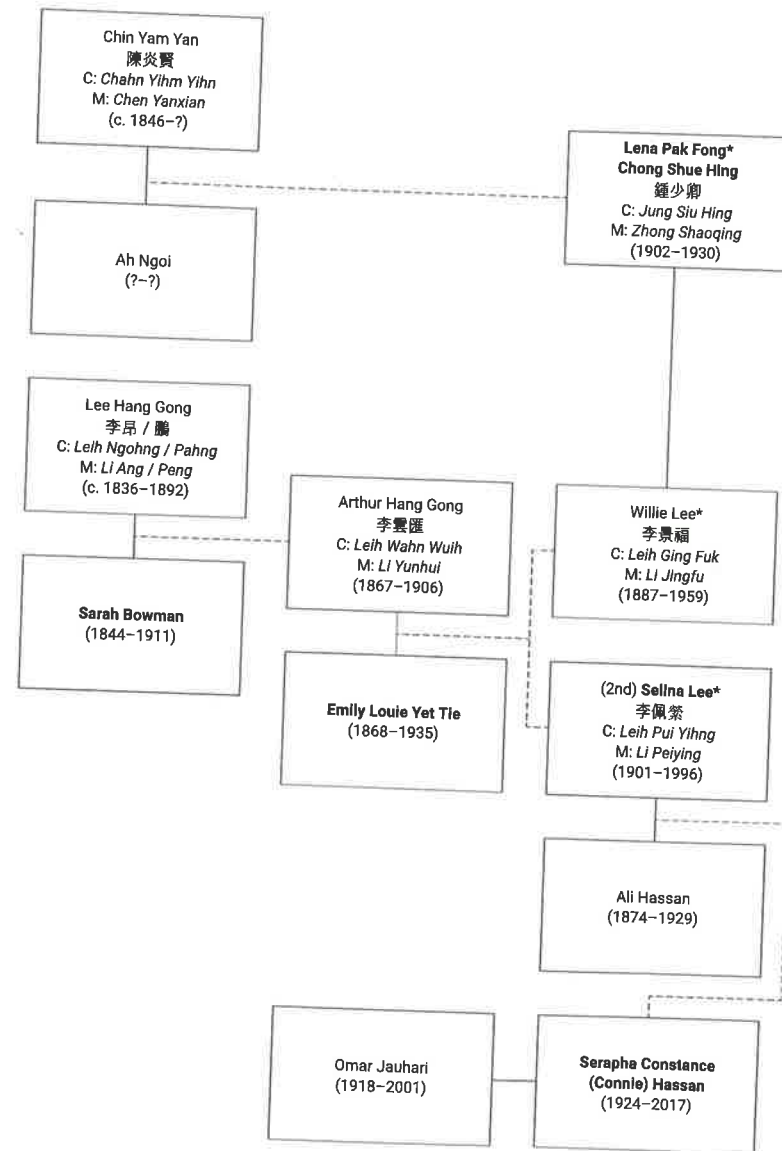 Chin Yam Yan
陳炎賢
C: Chahn Yihm Yihn
M: Chen Yanxian
(c. 1846–?)
Ah Ngoi
(?–?)
Lena Pak Fong*
Chong Shue Hing
鍾少卿
C: Jung Siu Hing
M: Zhong Shaoqing
(1902–1930)
Lee Hang Gong
李昂 / 鵬
C: Leih Ngohng / Pahng
M: Li Ang / Peng
(c. 1836–1892)
Sarah Bowman
(1844–1911)
Arthur Hang Gong
李雲匯
C: Leih Wahn Wuih
M: Li Yunhui
(1867–1906)
Emily Louie Yet Tie
(1868–1935)
Willie Lee*
李景福
C: Leih Ging Fuk
M: Li Jingfu
(1887–1959)
(2nd) Selina Lee*
李佩縈
C: Leih Pui Yihng
M: Li Peiying
(1901–1996)
Ali Hassan
(1874–1929)
Omar Jauhari
(1918–2001)
Serapha Constance
(Connie) Hassan
(1924–2017)